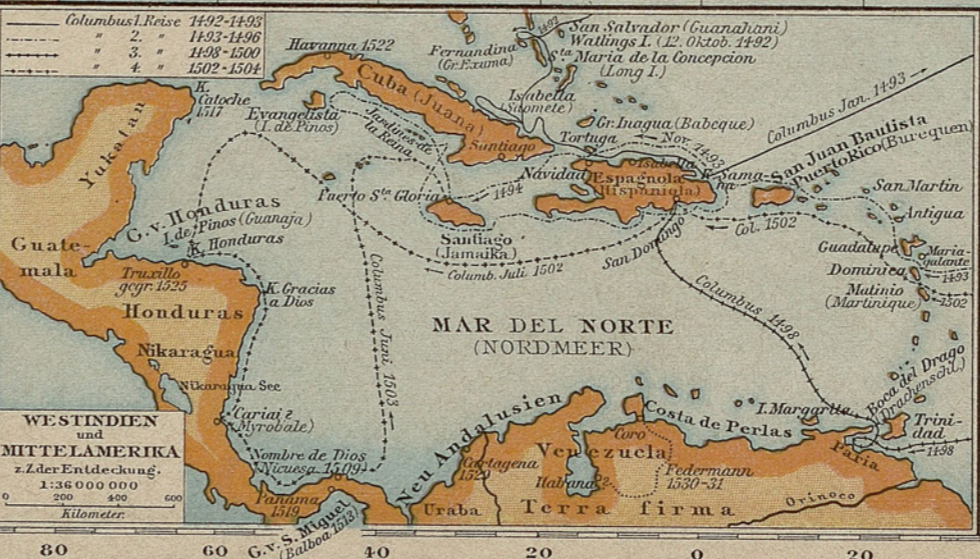 Columbus 1. Reise 1492-1493
" 2. " 1493-1496
" 3. " 1498-1500
" 4. " 1502-1504
Havanna 1522
Fernandina
(Gr. Exuma)
1492
San Salvador (Guanahani)
Watlings I. (12. Oktob. 1492)
Sta Maria de la Concepcion
(Long I.)
K.
Catoche
1517
Evangelista
(I. de Pinos)
Cuba (Juana)
Jardines de
la Reina
Isabella
(Saomete)
Gr. Inagua (Babeque)
Columbus Jan. 1493
Tortuga
Nov. 1493
San Juan Bautista
Puerto Rico (Burequen)
Yukatan
Santiago
Navidad
Isabella
Espagnola
(Hispaniola)
K. Sama-
na
San Martin
Puerto Sta Gloria
1494
G. v. Honduras
I. de Pinos (Guanaja)
K. Honduras
Santiago
(Jamaika)
San Domingo
Col. 1502
Antigua
Guadalupe
Maria-
galante
Guate-
mala
Truxillo
gegr. 1525
Columb. Juli 1502
Dominica
1493
Matinio
(Martinique)
1502
K. Gracias
a Dios
Columbus Juni 1503
Columbus 1498
Honduras
MAR DEL NORTE
(NORDMEER)
Nikaragua
Nikaragua See
Boca del Drago
(Drachenschl.)
WESTINDIEN
und
MITTELAMERIKA
z. Z. der Entdeckung.
1:36 000 000
0 200 400 600
Kilometer.
Cariai
(Myrobale)
Nombre de Dios
(Nicuesa 1509)
Panama
1519
G. v. S. Miguel
(Balboa 1513)
Neu Andalusien
Cartagena
Uraba
Costa de Perlas
I. Margarita
Trini-
dad
1498
Paria
Coro
Venezuela
Habana
Federmann
1530-31
Terra firma
Orinoco
80 60 40 20 0 20